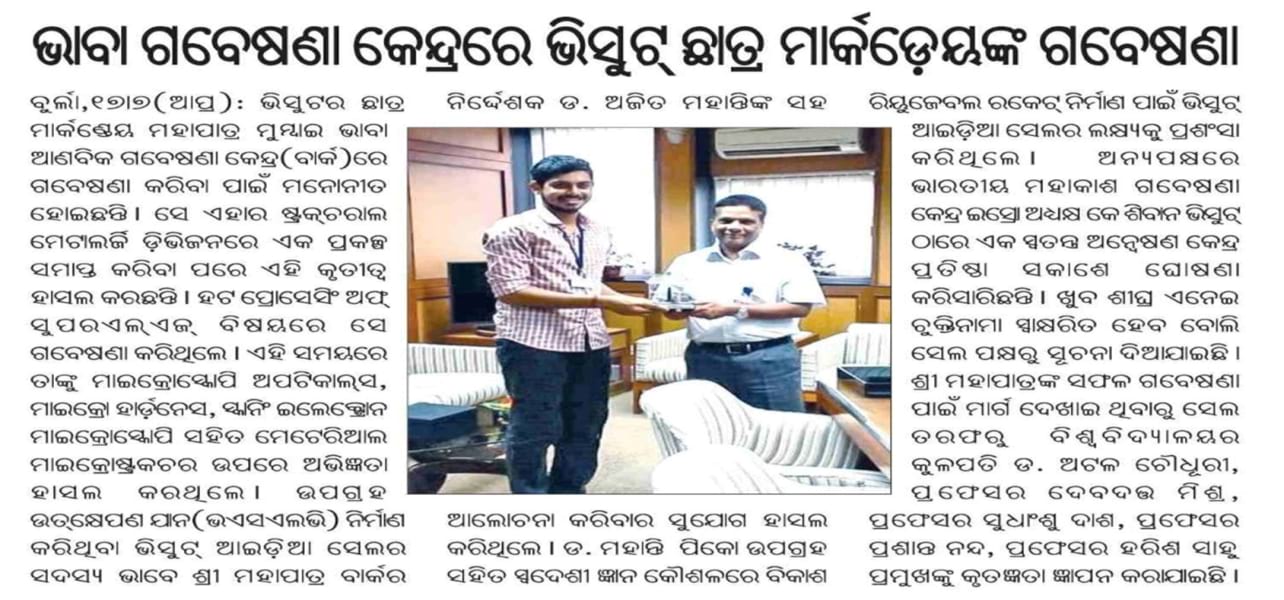 ଭାବା ଗବେଷଣା କେନ୍ଦ୍ରରେ ଭିସୁଟ୍ ଛାତ୍ର ମାର୍କଡ଼େୟଙ୍କ ଗବେଷଣା
ବୁର୍ଲା,୧୭ା୭(ଆପ୍ର): ଭିସୁଟର ଛାତ୍ର
ମାର୍କଣ୍ଡେୟ ମହାପାତ୍ର ମୁମ୍ବାଇ ଭାବା
ଆଣବିକ ଗବେଷଣା କେନ୍ଦ୍ର(ବାର୍କ)ରେ
ଗବେଷଣା କରିବା ପାଇଁ ମନୋନୀତ
ହୋଇଛନ୍ତି। ସେ ଏହାର ଷ୍ଟ୍ରକ୍ଚରାଲ
ମେଟାଲର୍ଜି ଡ଼ିଭିଜନରେ ଏକ ପ୍ରକଳ୍ପ
ସମାପ୍ତ କରିବା ପରେ ଏହି କୃତୀତ୍ୱ
ହାସଲ କରଛନ୍ତି। ହଟ ପ୍ରୋସେସିଂ ଅଫ୍
ସୁପରଏଲ୍ଏଜ୍ ବିଷୟରେ ସେ
ଗବେଷଣା କରିଥିଲେ। ଏହି ସମୟରେ
ତାଙ୍କୁ ମାଇକ୍ରୋସ୍କୋପି ଅପଟିକାଲ୍ସ,
ମାଇକ୍ରୋ ହାର୍ଡ଼ନେସ, ସ୍କାନିଂ ଇଲେକ୍ଟ୍ରୋନ
ମାଇକ୍ରୋସ୍କୋପି ସହିତ ମେଟେରିଆଲ
ମାଇକ୍ରୋଷ୍ଟ୍ରକଚର ଉପରେ ଅଭିଜ୍ଞତା
ହାସଲ କରଥିଲେ। ଉପଗ୍ରହ
ଉତ୍କ୍ଷେପଣ ଯାନ(ଭଏସଏଲଭି) ନିର୍ମାଣ
କରିଥିବା ଭିସୁଟ୍ ଆଇଡ଼ିଆ ସେଲର
ସଦସ୍ୟ ଭାବେ ଶ୍ରୀ ମହାପାତ୍ର ବାର୍କର
ନିର୍ଦ୍ଦେଶକ ଡ. ଅଜିତ ମହାନ୍ତିଙ୍କ ସହ
ଆଲୋଚନା କରିବାର ସୁଯୋଗ ହାସଲ
କରିଥିଲେ। ଡ. ମହାନ୍ତି ପିକୋ ଉପଗ୍ରହ
ସହିତ ସ୍ୱଦେଶୀ ଜ୍ଞାନ କୌଶଳରେ ବିକାଶ
ରିୟୁଜେବଲ ରକେଟ୍ ନିର୍ମାଣ ପାଇଁ ଭିସୁଟ୍
ଆଇଡ଼ିଆ ସେଲର ଲକ୍ଷ୍ୟକୁ ପ୍ରଶଂସା
କରିଥିଲେ। ଅନ୍ୟପକ୍ଷରେ
ଭାରତୀୟ ମହାକାଶ ଗବେଷଣା
କେନ୍ଦ୍ର ଇସ୍ରୋ ଅଧ୍ୟକ୍ଷ କେ ଶିବାନ ଭିସୁଟ୍
ଠାରେ ଏକ ସ୍ୱତନ୍ତ୍ର ଅନ୍ୱେଷଣ କେନ୍ଦ୍ର
ପ୍ରତିଷ୍ଠା ସକାଶେ ଘୋଷଣା
କରିସାରିଛନ୍ତି। ଖୁବ ଶୀଘ୍ର ଏନେଇ
ଚୁକ୍ତିନାମା ସ୍ୱାକ୍ଷରିତ ହେବ ବୋଲି
ସେଲ ପକ୍ଷରୁ ସୂଚନା ଦିଆଯାଇଛି।
ଶ୍ରୀ ମହାପାତ୍ରଙ୍କ ସଫଳ ଗବେଷଣା
ପାଇଁ ମାର୍ଗ ଦେଖାଇ ଥିବାରୁ ସେଲ
ତରଫରୁ ବିଶ୍ୱବିଦ୍ୟାଳୟର
କୁଳପତି ଡ. ଅଟଳ ଚୌଧୂରୀ,
ପ୍ରଫେସର ଦେବଦତ୍ତ ମିଶ୍ର,
ପ୍ରଫେସର ସୁଧାଂଶୁ ଦାଶ, ପ୍ରଫେସର
ପ୍ରଶାନ୍ତ ନନ୍ଦ, ପ୍ରଫେସର ହରିଶ ସାହୁ
ପ୍ରମୁଖଙ୍କୁ କୃତଜ୍ଞତା ଜ୍ଞାପନ କରାଯାଇଛି।